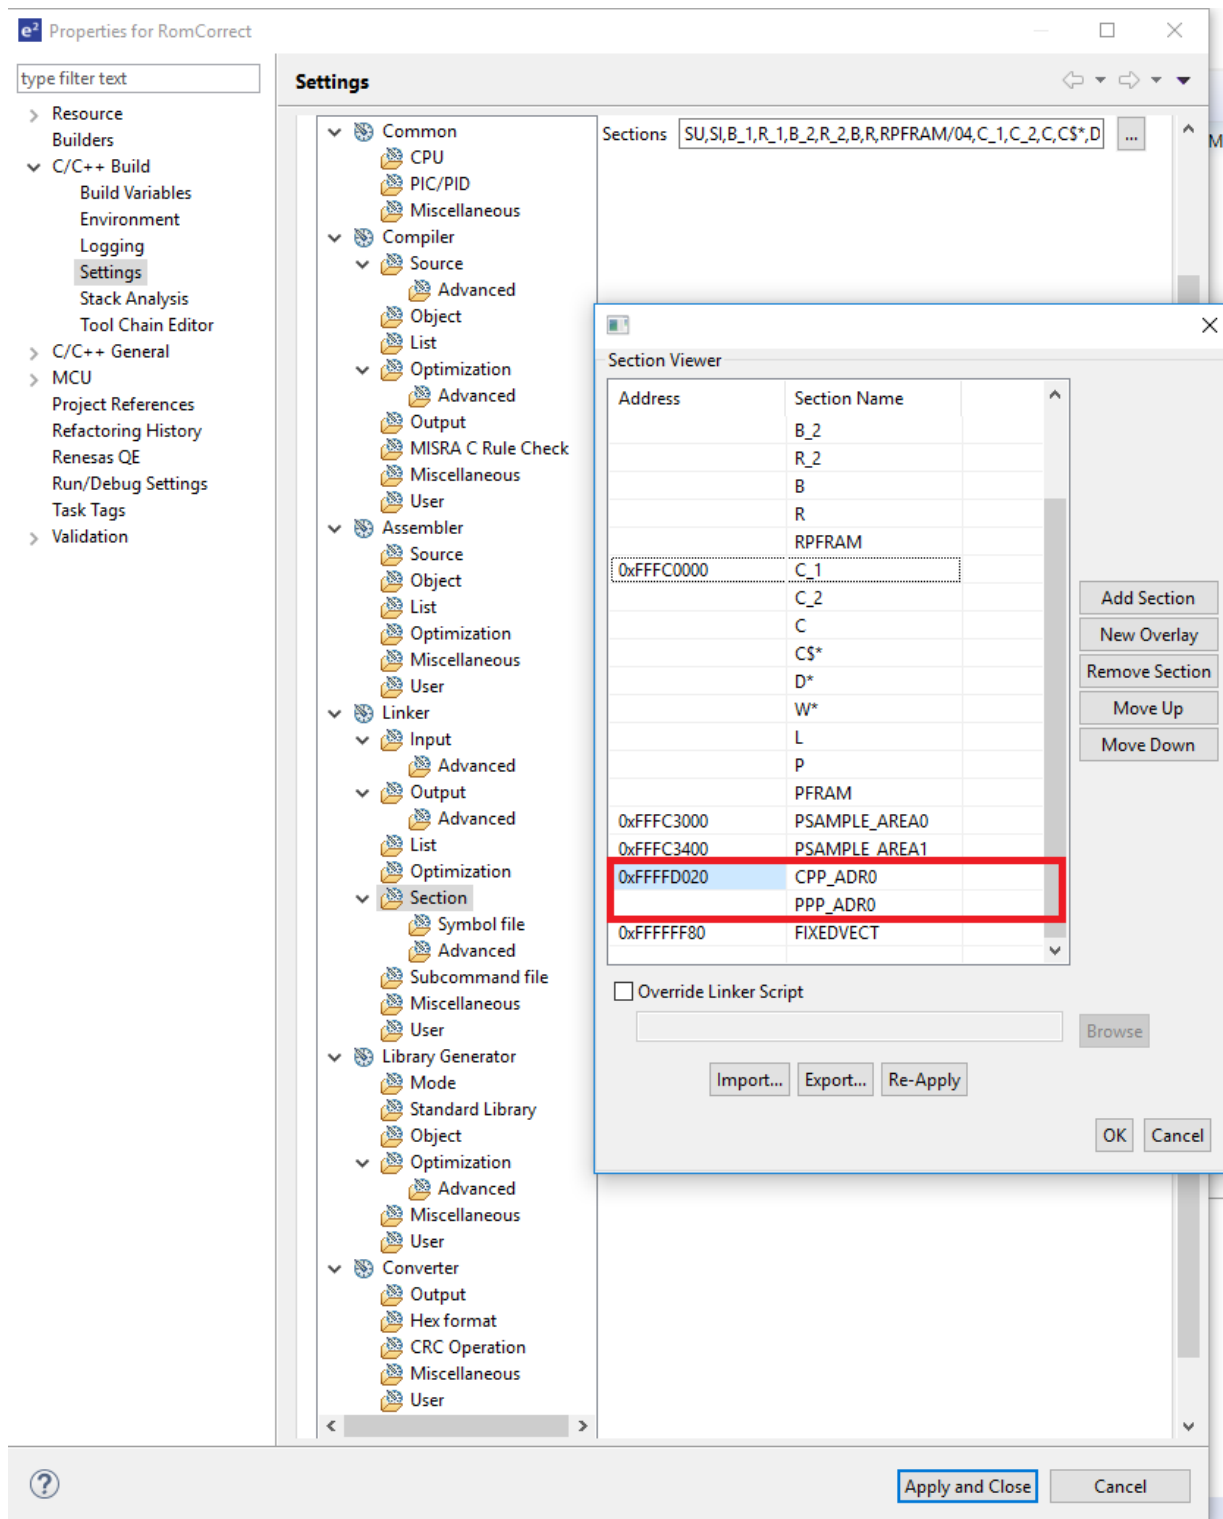 e² Properties for RomCorrect
type filter text
Resource
Builders
C/C++ Build
Build Variables
Environment
Logging
Settings
Stack Analysis
Tool Chain Editor
C/C++ General
MCU
Project References
Refactoring History
Renesas QE
Run/Debug Settings
Task Tags
Validation
Settings
Common
CPU
PIC/PID
Miscellaneous
Compiler
Source
Advanced
Object
List
Optimization
Advanced
Output
MISRA C Rule Check
Miscellaneous
User
Assembler
Source
Object
List
Optimization
Miscellaneous
User
Linker
Input
Advanced
Output
Advanced
List
Optimization
Section
Symbol file
Advanced
Subcommand file
Miscellaneous
User
Library Generator
Mode
Standard Library
Object
Optimization
Advanced
Miscellaneous
User
Converter
Output
Hex format
CRC Operation
Miscellaneous
User
Sections SU,SI,B_1,R_1,B_2,R_2,B,R,RPFRAM/04,C_1,C_2,C,C$*,D ...
M
Section Viewer
Address Section Name
B_2
R_2
B
R
RPFRAM
0xFFFC0000 C_1
C_2
C
C$*
D*
W*
L
P
PFRAM
0xFFFC3000 PSAMPLE_AREA0
0xFFFC3400 PSAMPLE_AREA1
0xFFFFD020 CPP_ADR0
PPP_ADR0
0xFFFFFF80 FIXEDVECT
Add Section
New Overlay
Remove Section
Move Up
Move Down
Override Linker Script
Browse
Import... Export... Re-Apply
OK Cancel
? Apply and Close Cancel